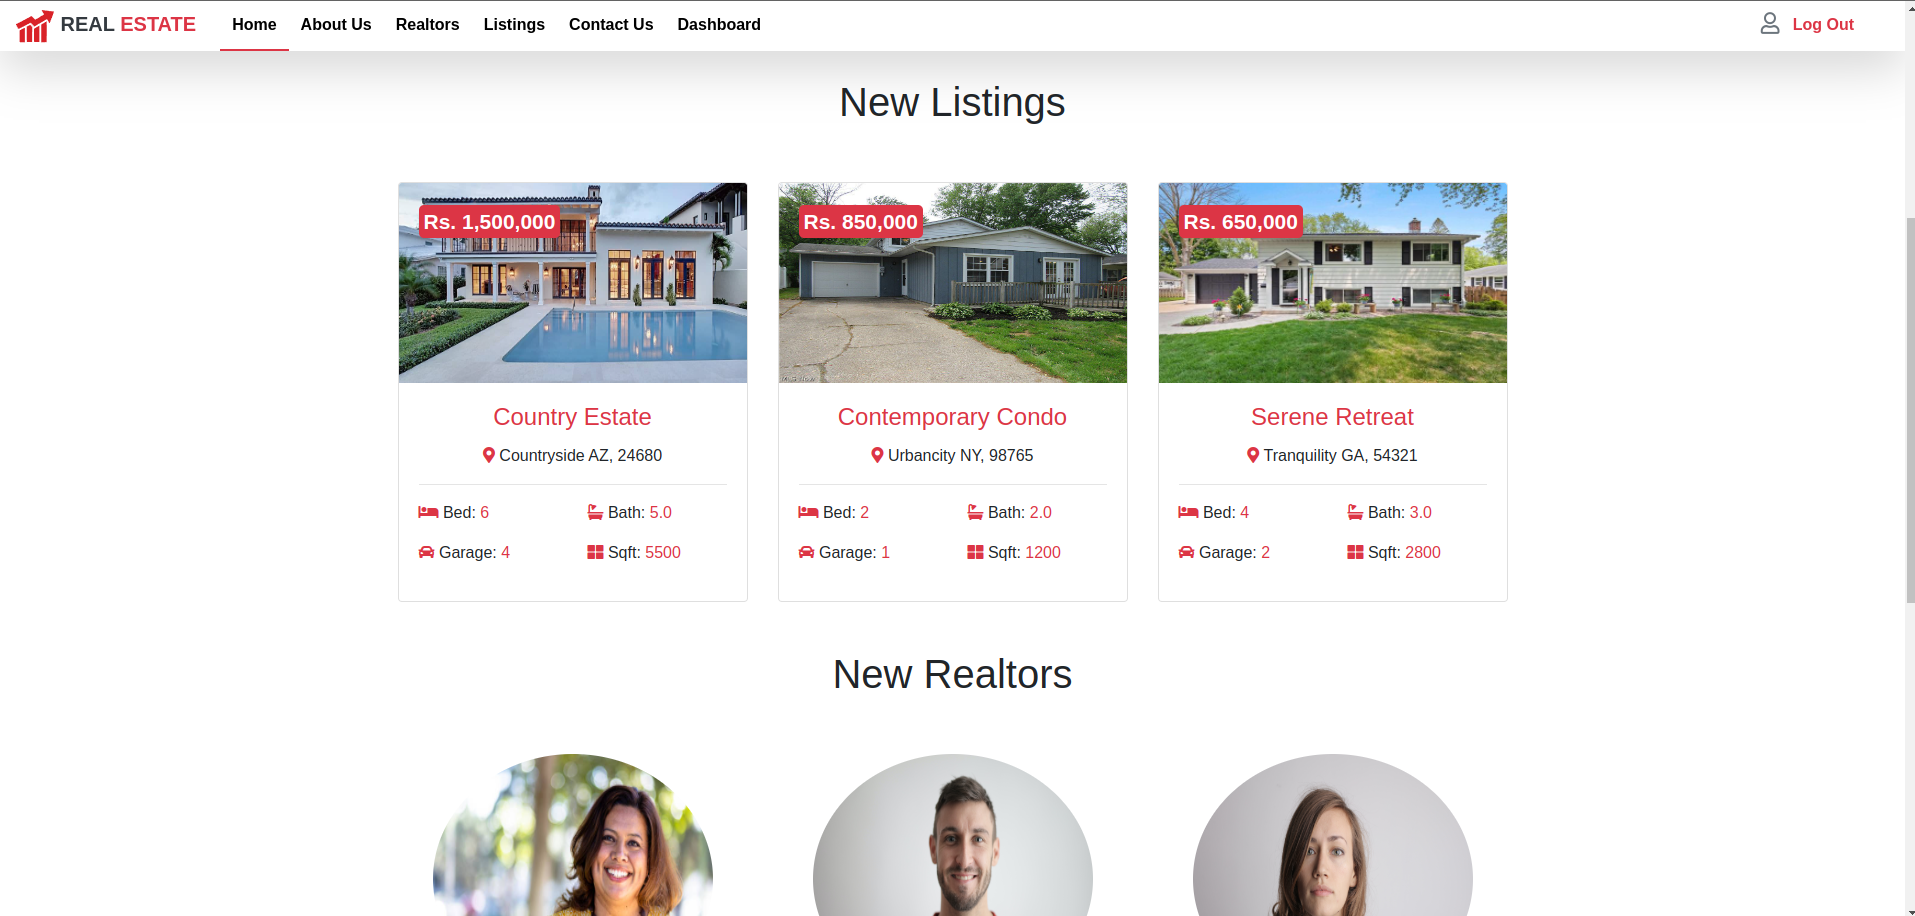 REAL ESTATE
Home About Us Realtors Listings Contact Us Dashboard
Log Out
New Listings
Rs. 1,500,000
Rs. 850,000
Rs. 650,000
Country Estate
Contemporary Condo
Serene Retreat
Countryside AZ, 24680
Urbancity NY, 98765
Tranquility GA, 54321
Bed: 6 Bath: 5.0
Bed: 2 Bath: 2.0
Bed: 4 Bath: 3.0
Garage: 4 Sqft: 5500
Garage: 1 Sqft: 1200
Garage: 2 Sqft: 2800
New Realtors